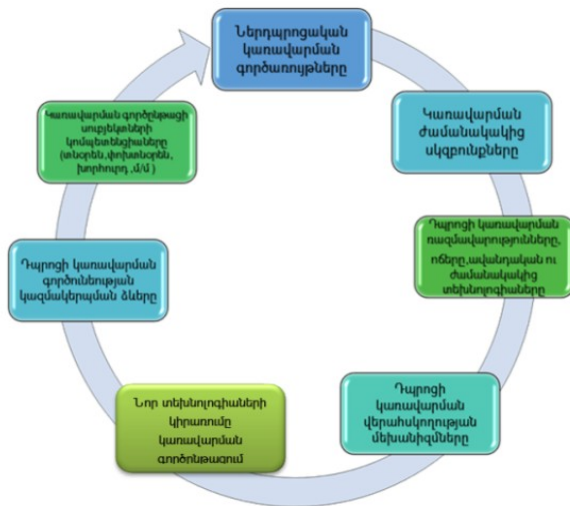 Ներդպրոցական
կառավարման
գործառույթները
Կառավարման
ժամանակակից
սկզբունքները
Դպրոցի կառավարման
ռազմավարությունները,
ոճերը,ավանդական ու
ժամանակակից
տեխնոլոգիաները
Դպրոցի
կառավարման
վերահսկողության
մեխանիզմները
Նոր տեխնոլոգիաների
կիրառումը
կառավարման
գործընթացում
Դպրոցի կառավարման
գործունեության
կազմակերպման ձևերը
Կառավարման գործընթացի
սուբյեկտների
կոմպետենցիաները
(տնօրեն,փոխտնօրեն,
խորհուրդ ,մ/մ )